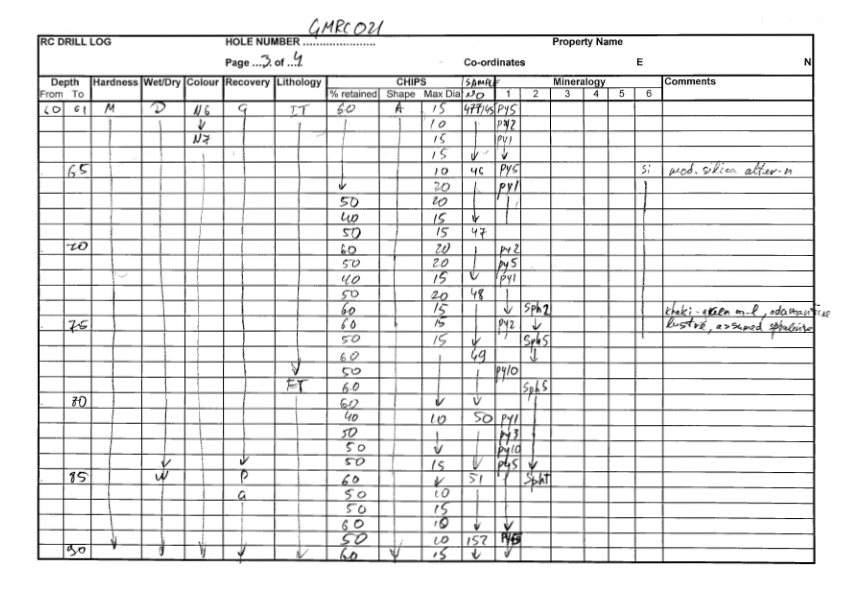 GMRC021
RC DRILL LOG HOLE NUMBER ........................ Property Name
Page ...3. of .4. Co-ordinates E N
Depth Hardness Wet/Dry Colour Recovery Lithology CHIPS SAMPLE Mineralogy Comments
From To % retained Shape Max Dia NO 1 2 3 4 5 6
60 61 M D N6 G IT 60 A 15 477145 Py5
10 py2
N7 15 py1
15
65 10 46 py5 Si mod. silica alter-n
20 py1
50 20
40 15
50 15 47
70 60 20 py2
50 20 py5
40 15 py1
50 20 48
60 15 Sph2 khaki-green m-l, adamantine
75 60 15 py2 lustre, assumed sphalerite
50 15 Sph5
60 49
50 py10
FT 60 Sph5
80 60
40 10 50 py1
50 py3
50 py10
50 15 py5
85 W P 60 51 Spht
G 50 10
50 15
60 10
50 10 152
90 60 15